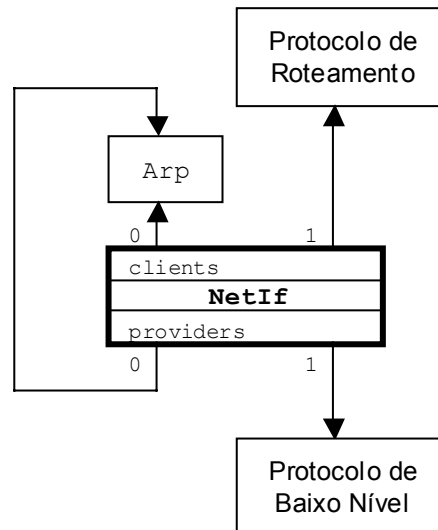 Protocolo de
Roteamento
Arp
0 1
clients
NetIf
providers
0 1
Protocolo de
Baixo Nível